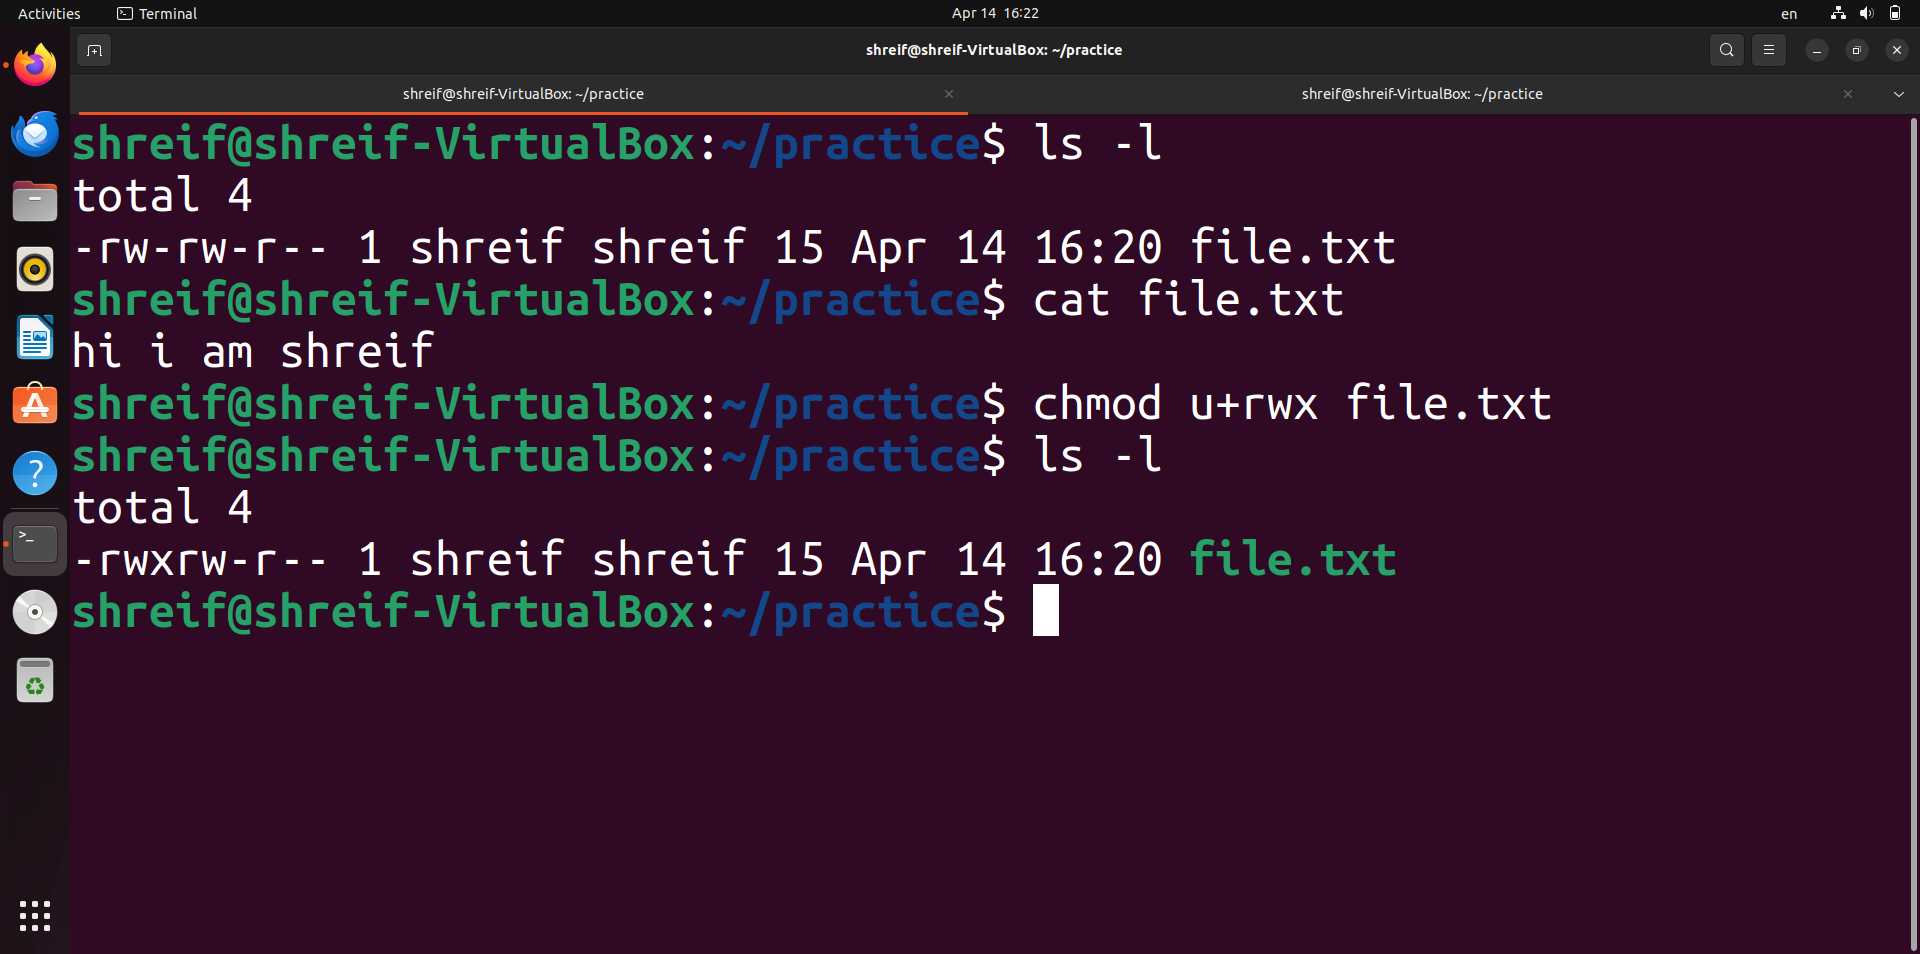 Activities Terminal Apr 14 16:22 en
shreif@shreif-VirtualBox: ~/practice
shreif@shreif-VirtualBox: ~/practice shreif@shreif-VirtualBox: ~/practice
shreif@shreif-VirtualBox:~/practice$ ls -l
total 4
-rw-rw-r-- 1 shreif shreif 15 Apr 14 16:20 file.txt
shreif@shreif-VirtualBox:~/practice$ cat file.txt
hi i am shreif
shreif@shreif-VirtualBox:~/practice$ chmod u+rwx file.txt
shreif@shreif-VirtualBox:~/practice$ ls -l
total 4
-rwxrw-r-- 1 shreif shreif 15 Apr 14 16:20 file.txt
shreif@shreif-VirtualBox:~/practice$